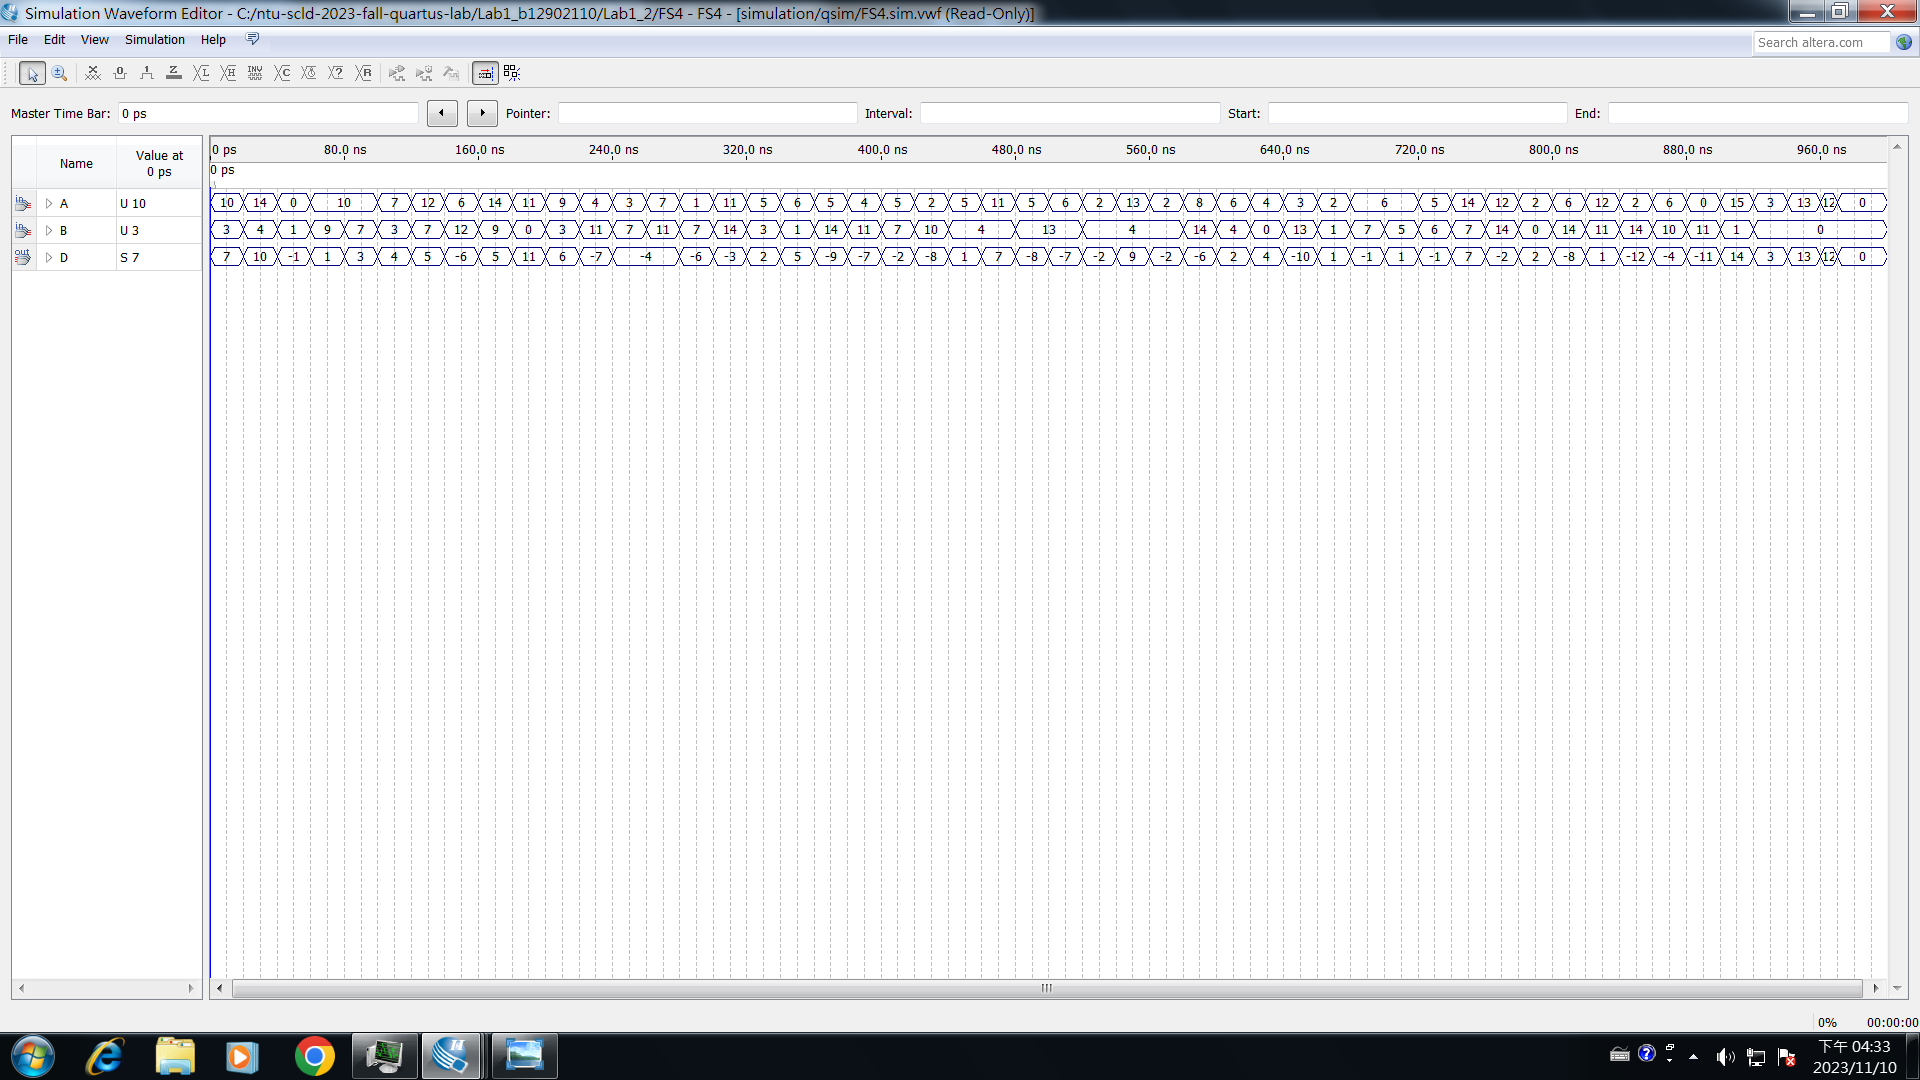 Simulation Waveform Editor - C:/ntu-scld-2023-fall-quartus-lab/Lab1_b12902110/Lab1_2/FS4 - FS4 - [simulation/qsim/FS4.sim.vwf (Read-Only)]
File Edit View Simulation Help
Search altera.com
Master Time Bar: 0 ps Pointer: Interval: Start: End:
Name Value at 0 ps
0 ps 80.0 ns 160.0 ns 240.0 ns 320.0 ns 400.0 ns 480.0 ns 560.0 ns 640.0 ns 720.0 ns 800.0 ns 880.0 ns 960.0 ns
0 ps
A U 10 10 14 0 10 7 12 6 14 11 9 4 3 7 1 11 5 6 5 4 5 2 5 11 5 6 2 13 2 8 6 4 3 2 6 5 14 12 2 6 12 2 6 0 15 3 13 12 0
B U 3 3 4 1 9 7 3 7 12 9 0 3 11 7 11 7 14 3 1 14 11 7 10 4 13 4 14 4 0 13 1 7 5 6 7 14 0 14 11 14 10 11 1 0
D S 7 7 10 -1 1 3 4 5 -6 5 11 6 -7 -4 -6 -3 2 5 -9 -7 -2 -8 1 7 -8 -7 -2 9 -2 -6 2 4 -10 1 -1 1 -1 7 -2 2 -8 1 -12 -4 -11 14 3 13 12 0
0% 00:00:00
下午 04:33
2023/11/10